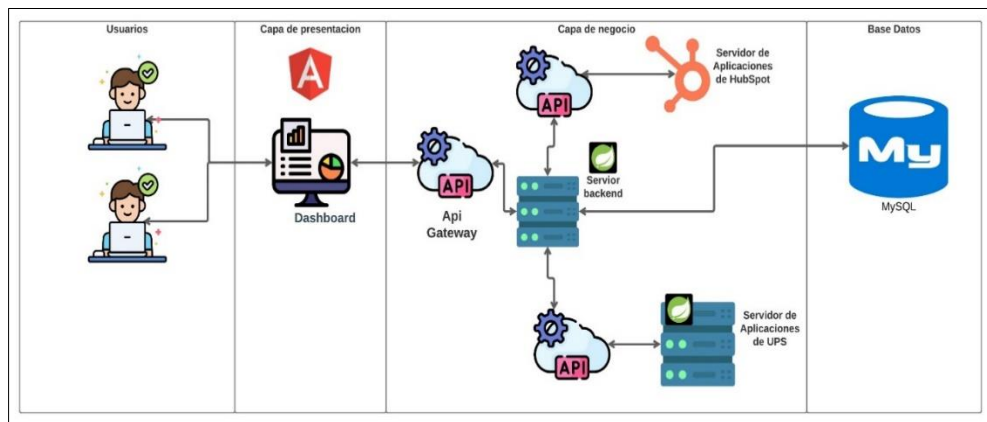 Usuarios
Capa de presentacion
Capa de negocio
Base Datos
Servidor de
Aplicaciones
de HubSpot
API
API
Servior
backend
Dashboard
Api
Gateway
My
MySQL
API
Servidor de
Aplicaciones
de UPS